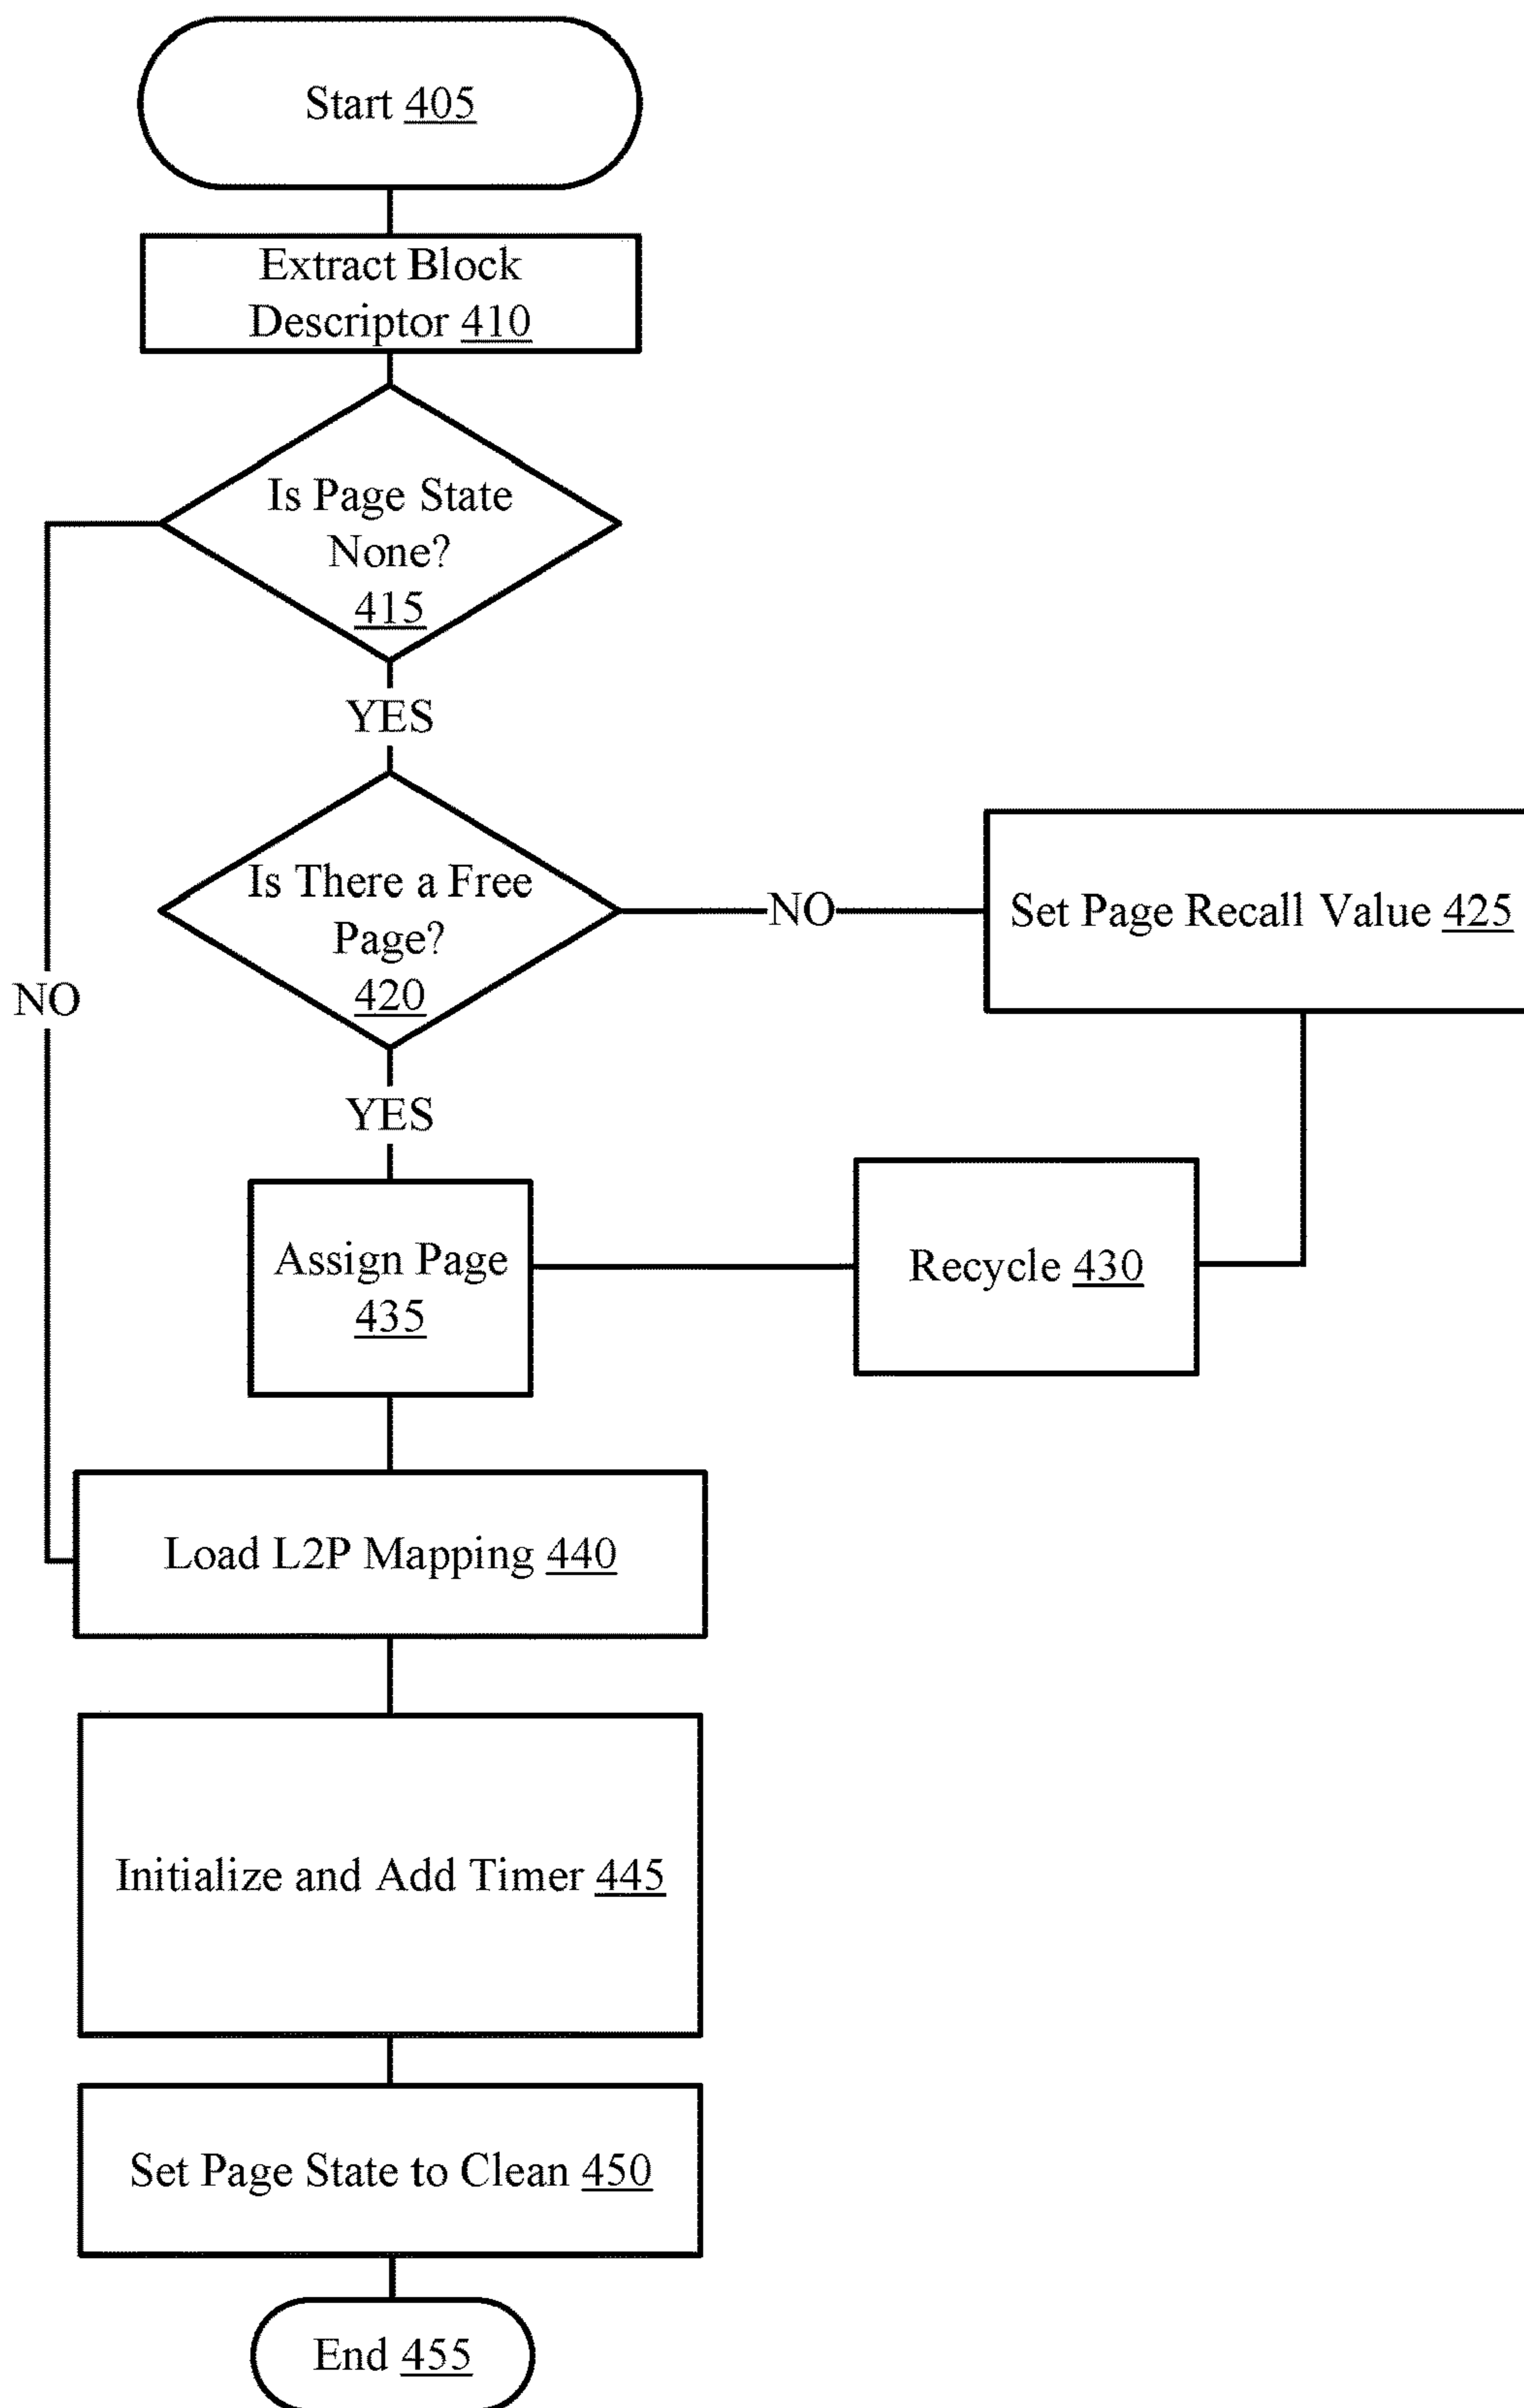 Start 405
Extract Block
Descriptor 410
Is Page State
None?
415
YES
Is There a Free
Page?
420
NO
Set Page Recall Value 425
NO
YES
Assign Page
435
Recycle 430
Load L2P Mapping 440
Initialize and Add Timer 445
Set Page State to Clean 450
End 455